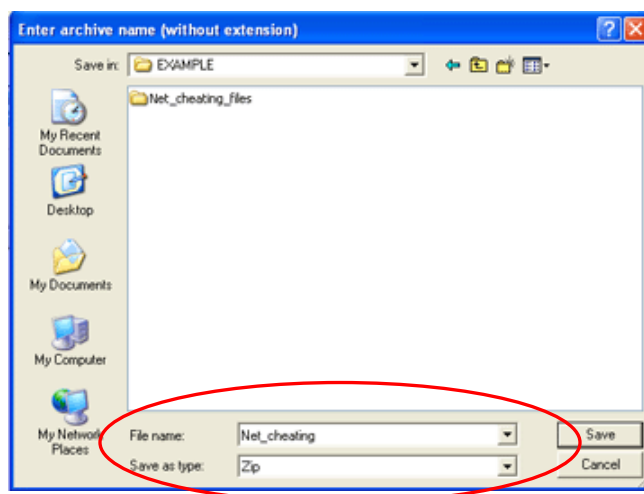 Enter archive name (without extension)
Save in:
EXAMPLE
Net_cheating_files
My Recent
Documents
Desktop
My Documents
My Computer
My Network
Places
File name:
Net_cheating
Save
Save as type:
Zip
Cancel